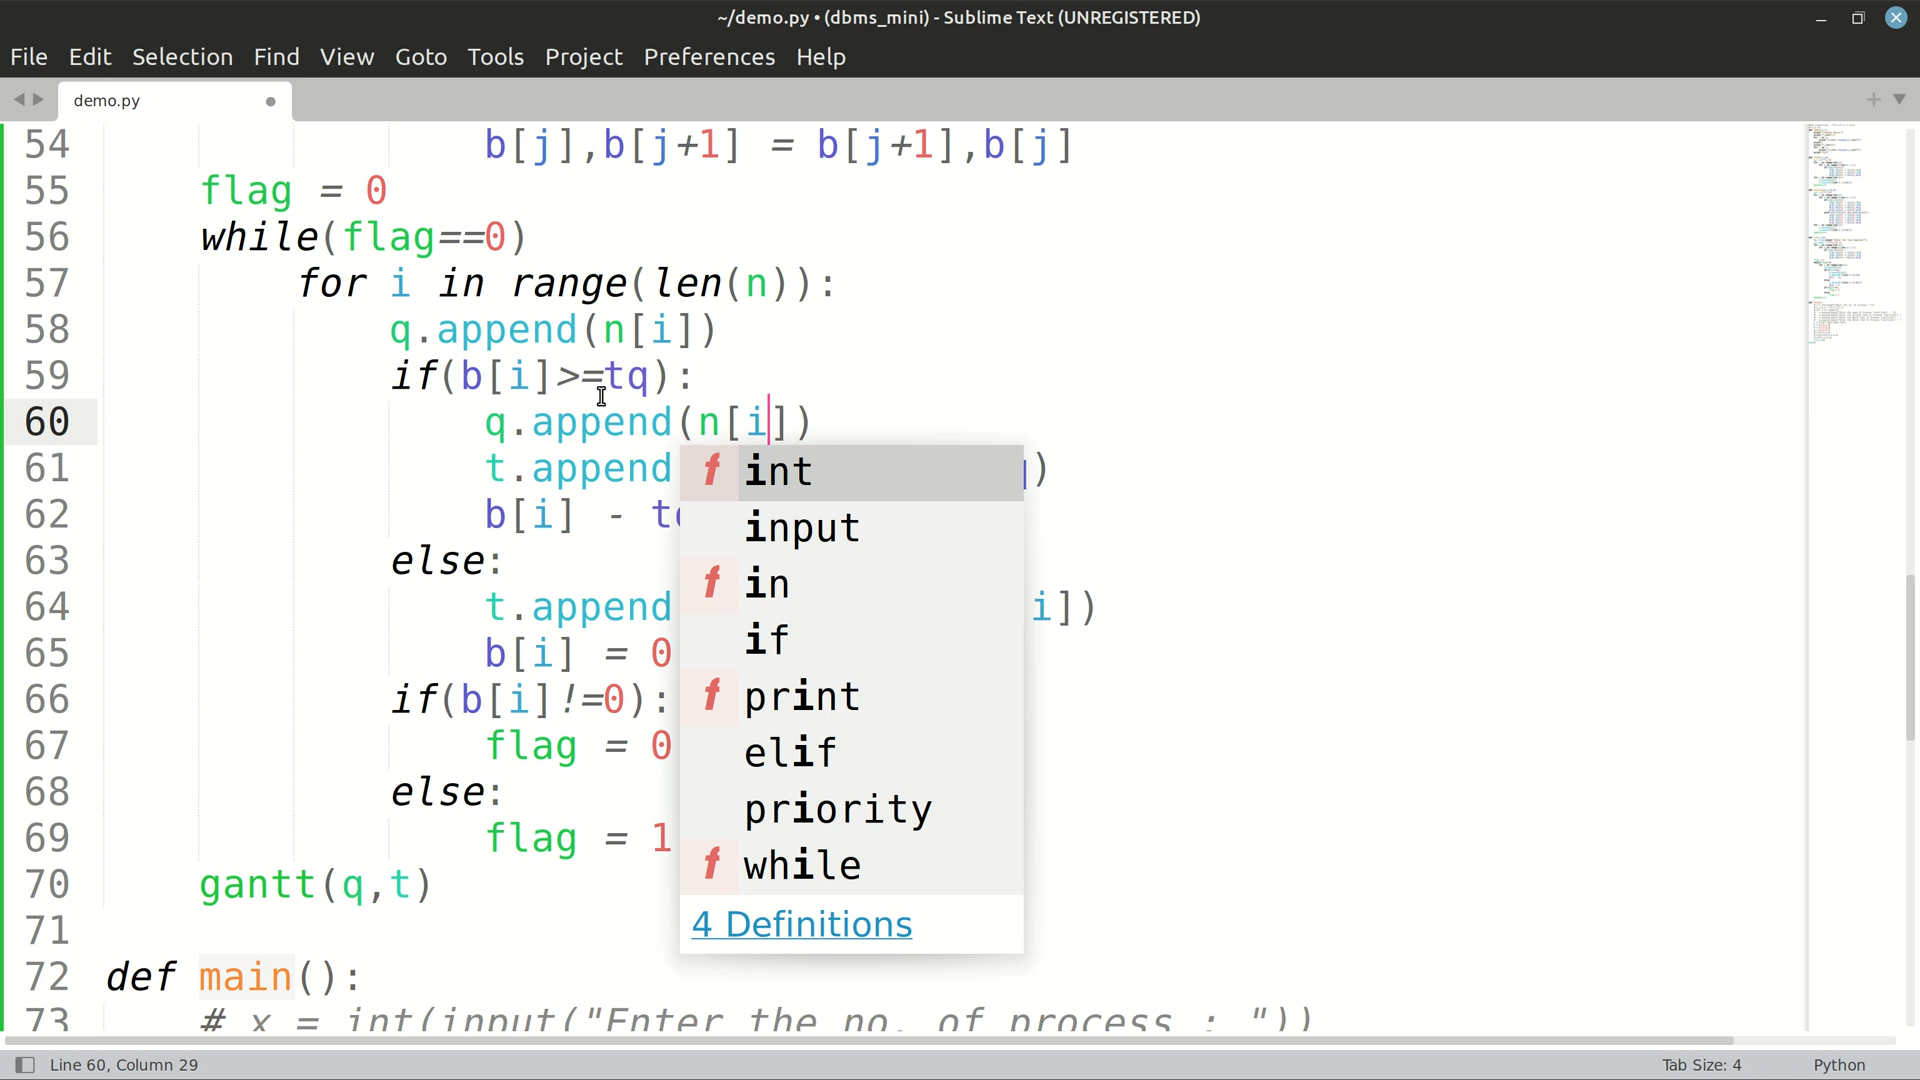 ~/demo.py • (dbms_mini) - Sublime Text (UNREGISTERED)
File Edit Selection Find View Goto Tools Project Preferences Help
demo.py
54 b[j],b[j+1] = b[j+1],b[j]
55 flag = 0
56 while(flag==0)
57 for i in range(len(n)):
58 q.append(n[i])
59 if(b[i]>=tq):
60 q.append(n[i])
61 t.append )
62 b[i] - t
63 else:
64 t.append i])
65 b[i] = 0
66 if(b[i]!=0):
67 flag = 0
68 else:
69 flag = 1
70 gantt(q,t)
71
72 def main():
73 # x = int(input("Enter the no. of process : "))
f int
input
f in
if
f print
elif
priority
f while
4 Definitions
Line 60, Column 29 Tab Size: 4 Python